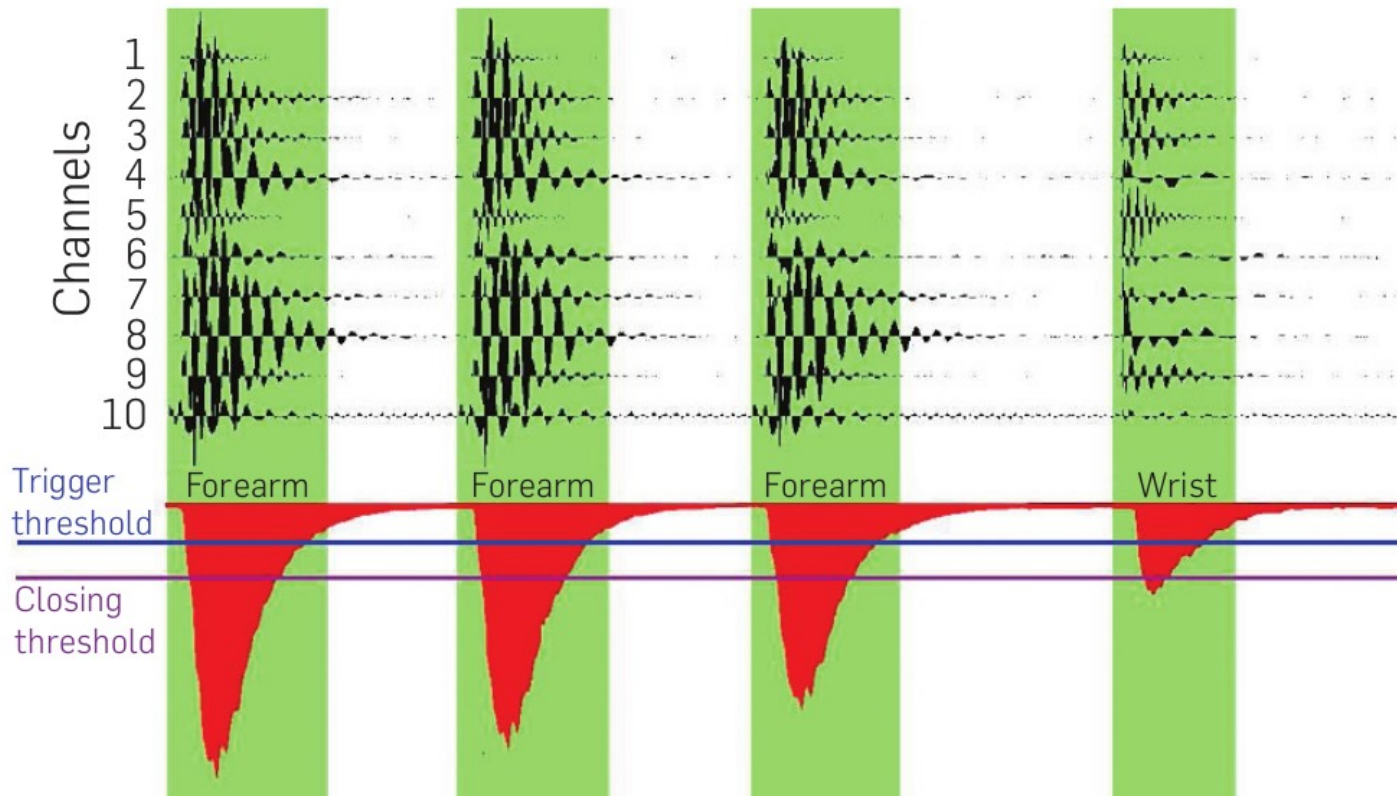 Channels
1
2
3
4
5
6
7
8
9
10
Forearm
Forearm
Forearm
Wrist
Trigger
threshold
Closing
threshold